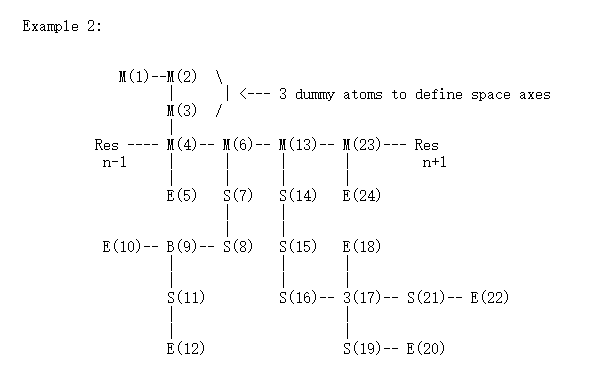 Example 2:
M(1)--M(2) \
| | <--- 3 dummy atoms to define space axes
M(3) /
|
Res ---- M(4)-- M(6)-- M(13)-- M(23)--- Res
n-1 | | | | n+1
| | | |
E(5) S(7) S(14) E(24)
| |
| |
E(10)-- B(9)-- S(8) S(15) E(18)
| | |
| | |
S(11) S(16)-- 3(17)-- S(21)-- E(22)
| |
| |
E(12) S(19)-- E(20)